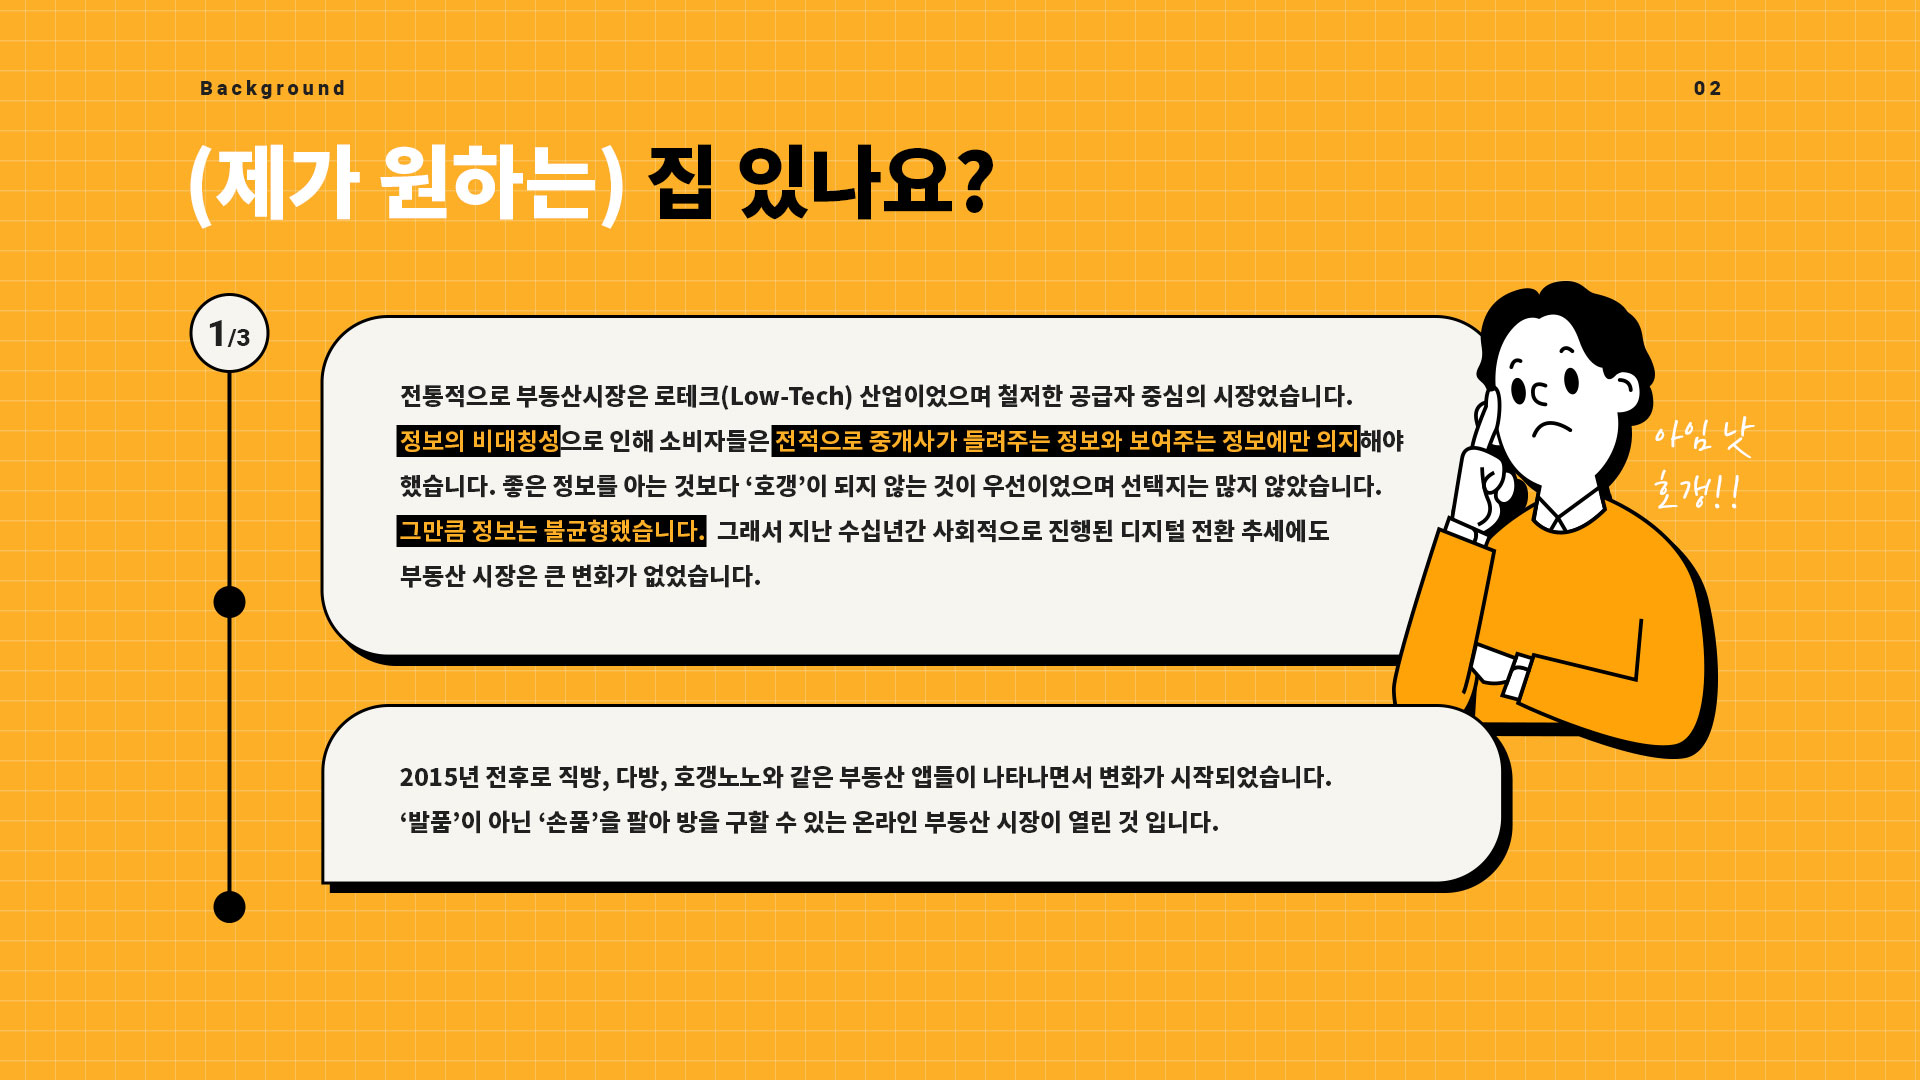 Background
02
(제가 원하는) 집 있나요?
1/3
전통적으로 부동산시장은 로테크(Low-Tech) 산업이었으며 철저한 공급자 중심의 시장었습니다.
정보의 비대칭성으로 인해 소비자들은 전적으로 중개사가 들려주는 정보와 보여주는 정보에만 의지해야
했습니다. 좋은 정보를 아는 것보다 ‘호갱’이 되지 않는 것이 우선이었으며 선택지는 많지 않았습니다.
그만큼 정보는 불균형했습니다. 그래서 지난 수십년간 사회적으로 진행된 디지털 전환 추세에도
부동산 시장은 큰 변화가 없었습니다.
아임 낫
호갱!!
2015년 전후로 직방, 다방, 호갱노노와 같은 부동산 앱들이 나타나면서 변화가 시작되었습니다.
‘발품’이 아닌 ‘손품’을 팔아 방을 구할 수 있는 온라인 부동산 시장이 열린 것 입니다.